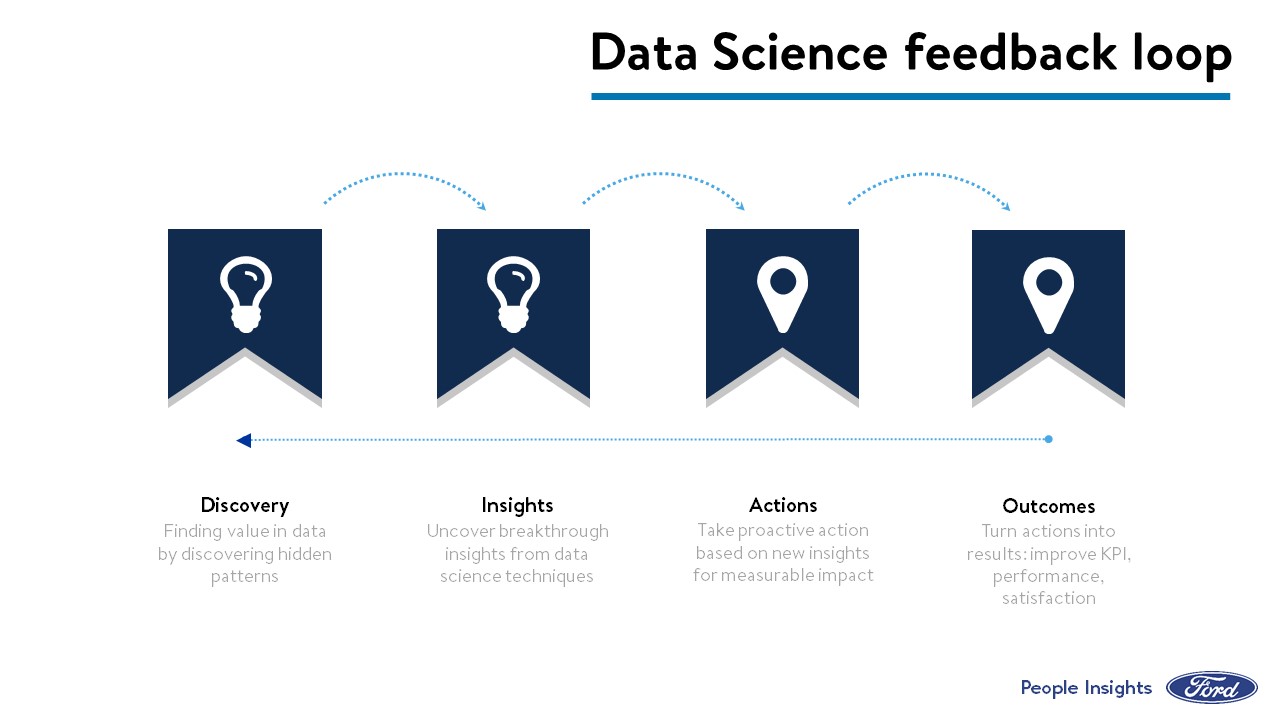 Data Science feedback loop
Discovery
Finding value in data
by discovering hidden
patterns
Insights
Uncover breakthrough
insights from data
science techniques
Actions
Take proactive action
based on new insights
for measurable impact
Outcomes
Turn actions into
results: improve KPI,
performance,
satisfaction
People Insights
Ford